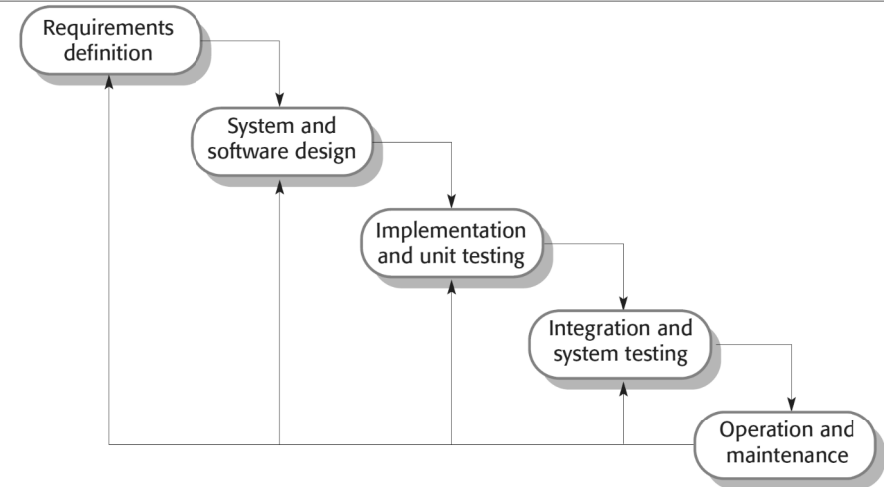 Requirements
definition
System and
software design
Implementation
and unit testing
Integration and
system testing
Operation and
maintenance